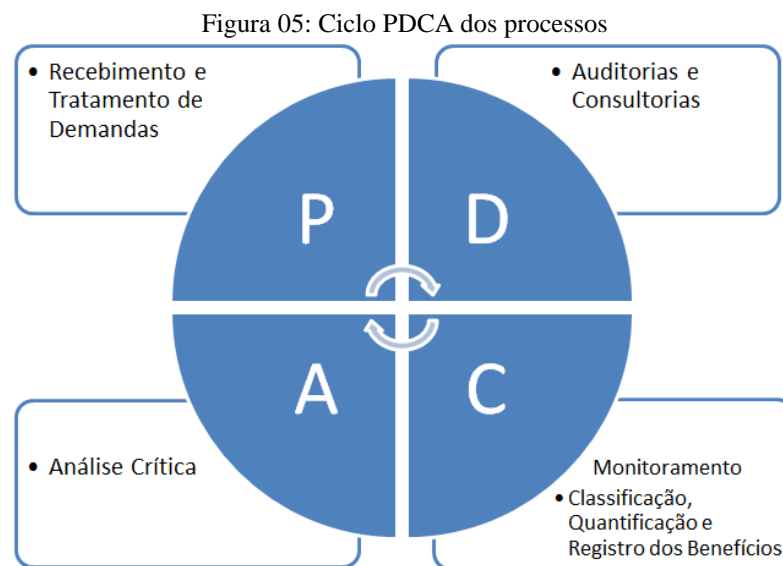 Figura 05: Ciclo PDCA dos processos
• Recebimento e
Tratamento de
Demandas
• Auditorias e
Consultorias
P
D
A
C
• Análise Crítica
Monitoramento
• Classificação,
Quantificação e
Registro dos Benefícios